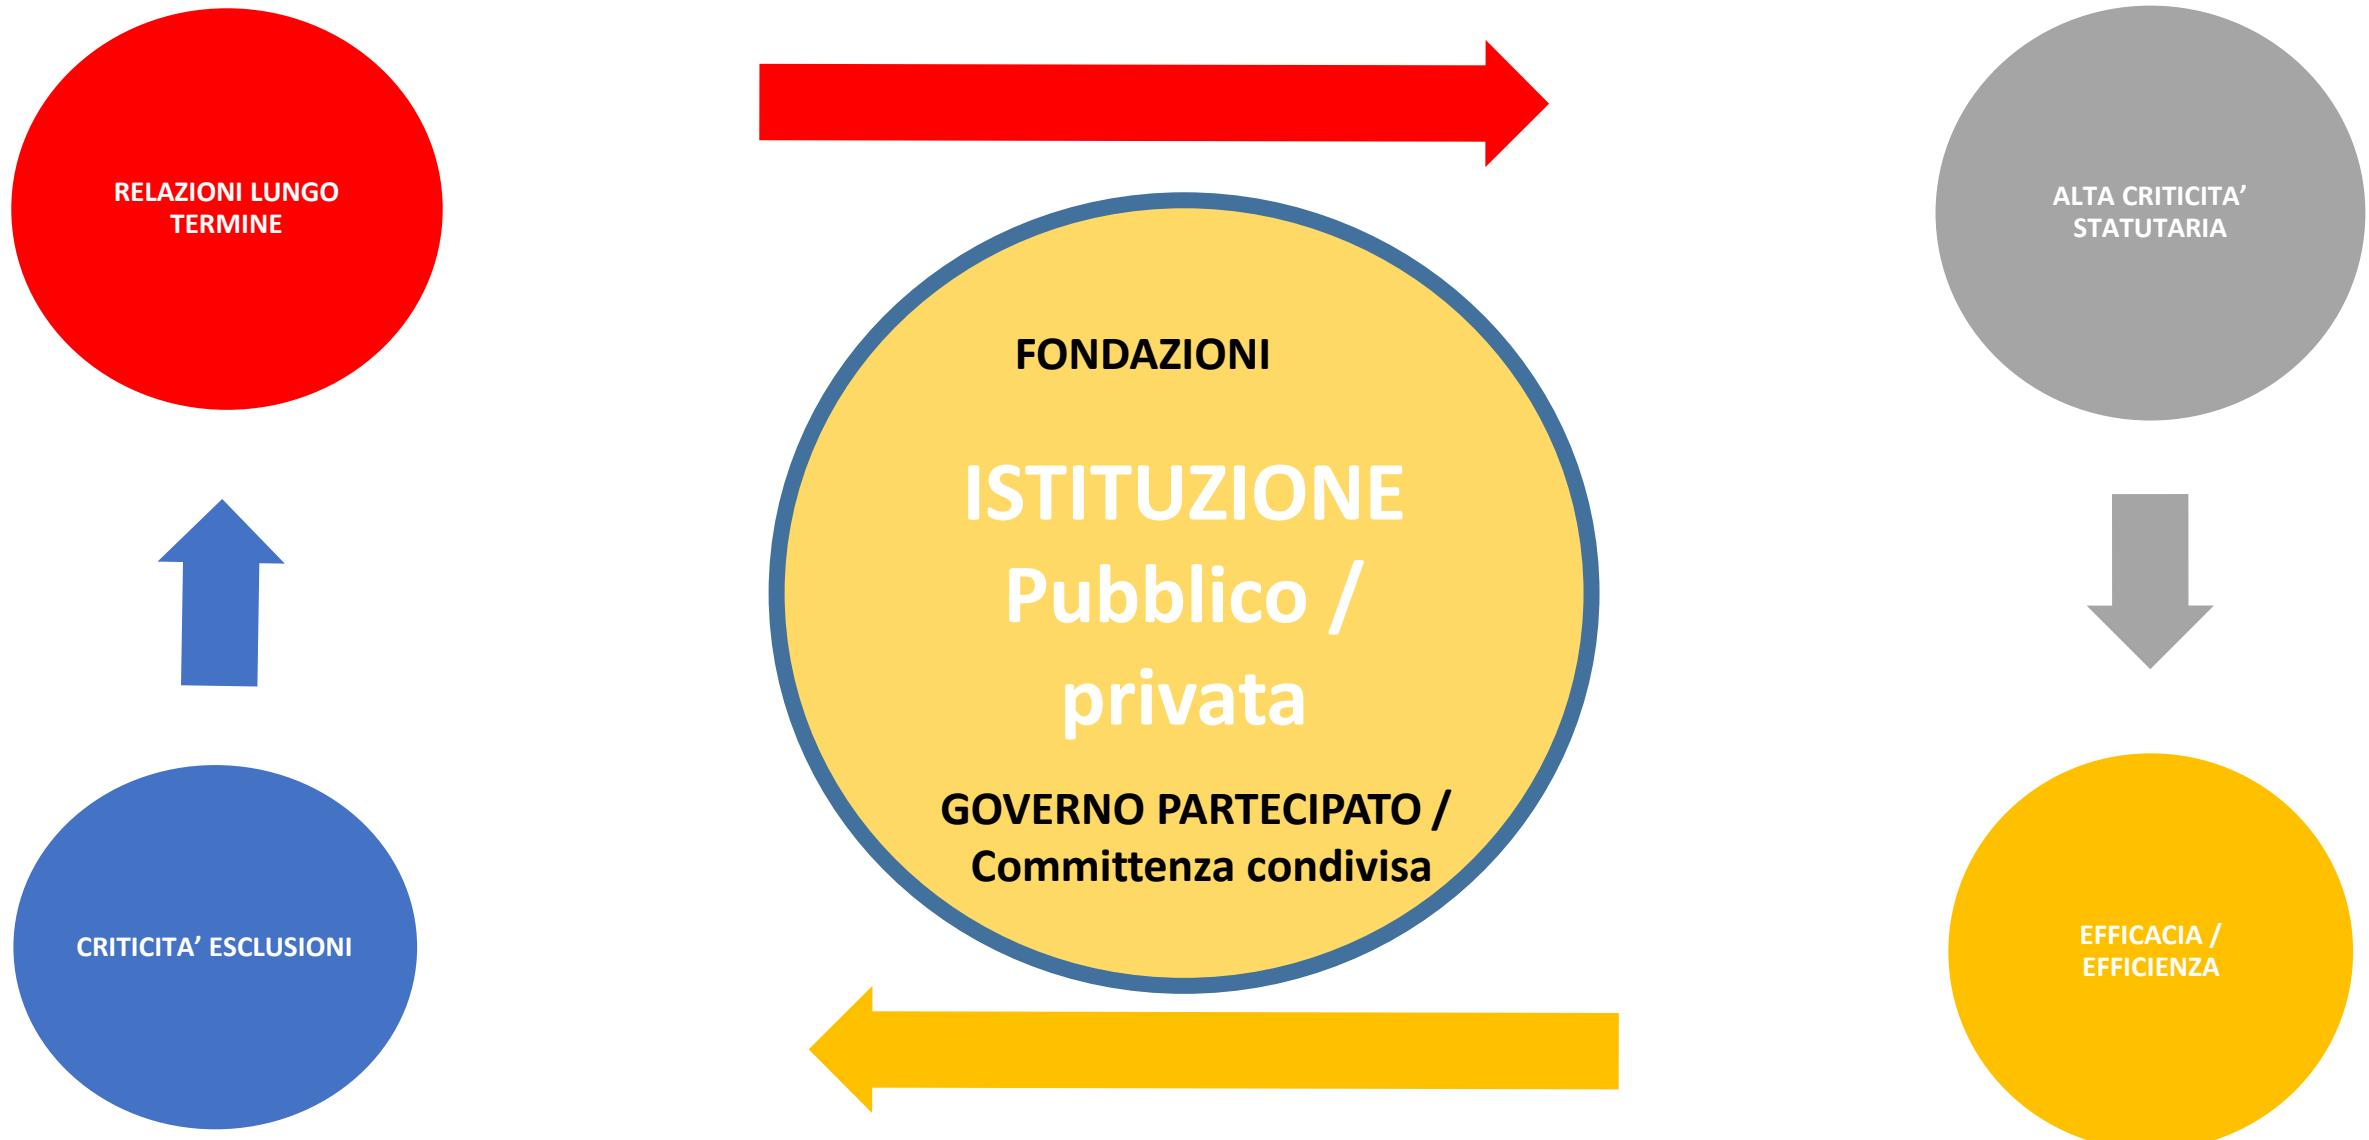 RELAZIONI LUNGO
TERMINE
ALTA CRITICITA’
STATUTARIA
FONDAZIONI
ISTITUZIONE
Pubblico /
privata
GOVERNO PARTECIPATO /
Committenza condivisa
CRITICITA’ ESCLUSIONI
EFFICACIA /
EFFICIENZA